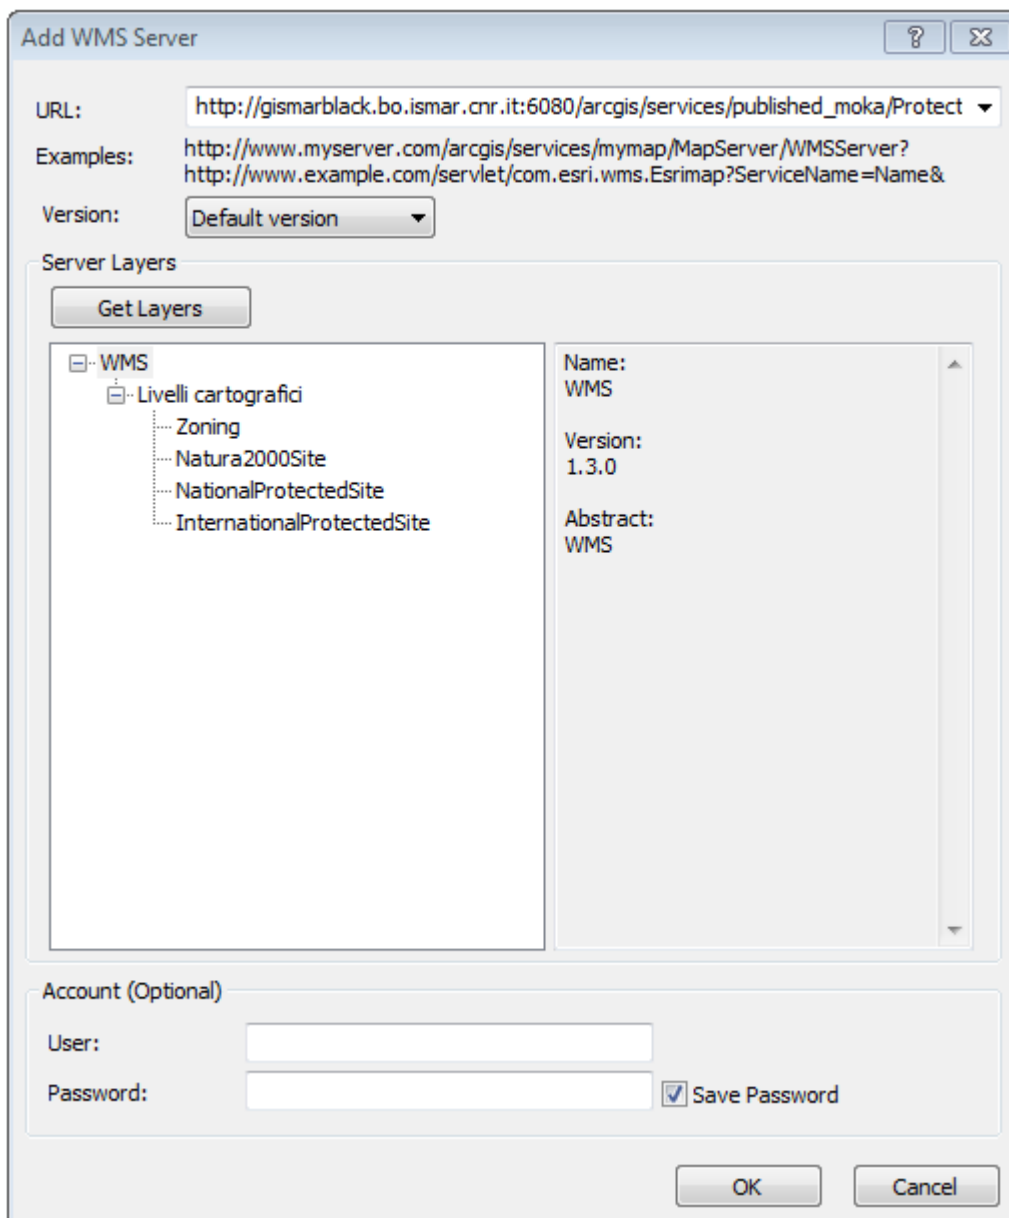 Add WMS Server
URL: http://gismarblack.bo.ismar.cnr.it:6080/arcgis/services/published_moka/Protect
Examples: http://www.myserver.com/arcgis/services/mymap/MapServer/WMSServer?
http://www.example.com/servlet/com.esri.wms.Esrimap?ServiceName=Name&
Version: Default version
Server Layers
Get Layers
WMS
Livelli cartografici
Zoning
Natura2000Site
NationalProtectedSite
InternationalProtectedSite
Name:
WMS
Version:
1.3.0
Abstract:
WMS
Account (Optional)
User:
Password:
Save Password
OK
Cancel